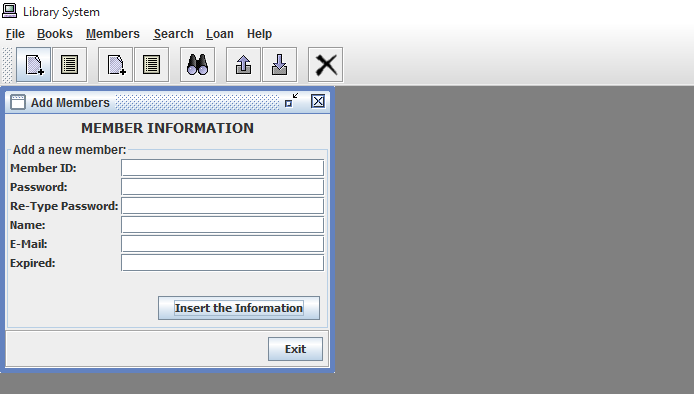 Library System
File Books Members Search Loan Help
Add Members
MEMBER INFORMATION
Add a new member:
Member ID:
Password:
Re-Type Password:
Name:
E-Mail:
Expired:
Insert the Information
Exit